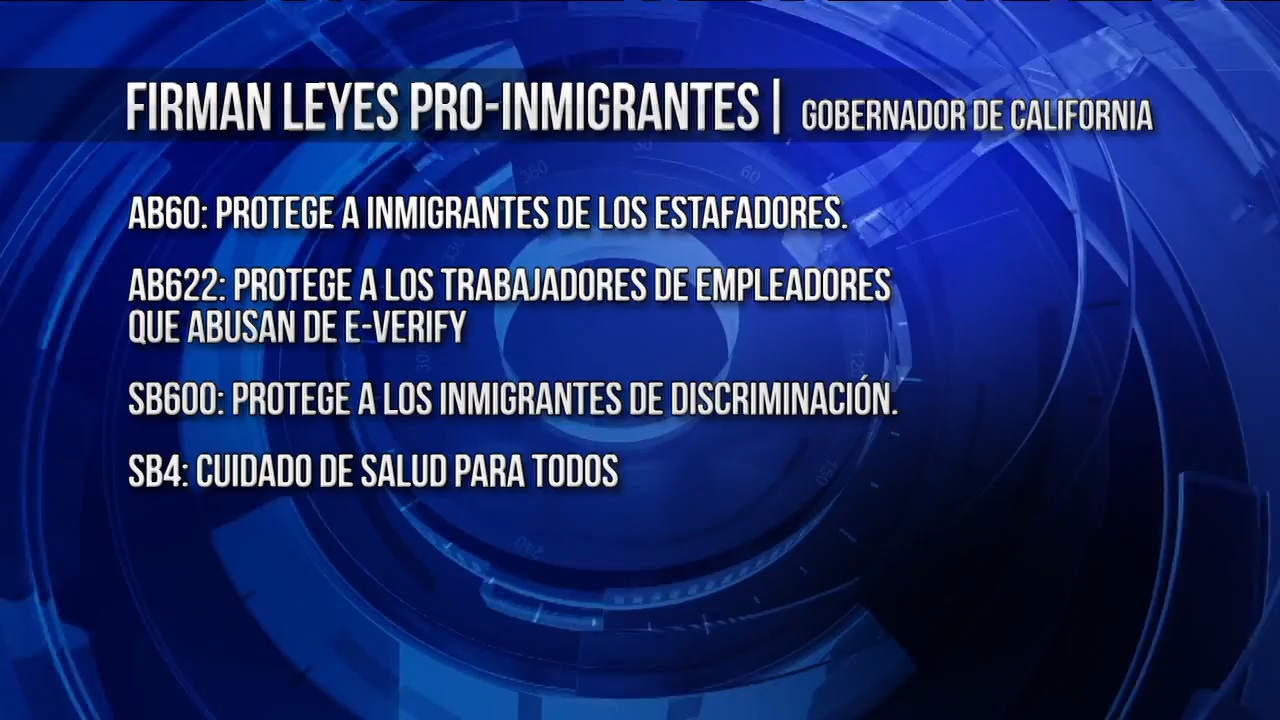 FIRMAN LEYES PRO-INMIGRANTES| GOBERNADOR DE CALIFORNIA
AB60: PROTEGE A INMIGRANTES DE LOS ESTAFADORES.
AB622: PROTEGE A LOS TRABAJADORES DE EMPLEADORES
QUE ABUSAN DE E-VERIFY
SB600: PROTEGE A LOS INMIGRANTES DE DISCRIMINACIÓN.
SB4: CUIDADO DE SALUD PARA TODOS